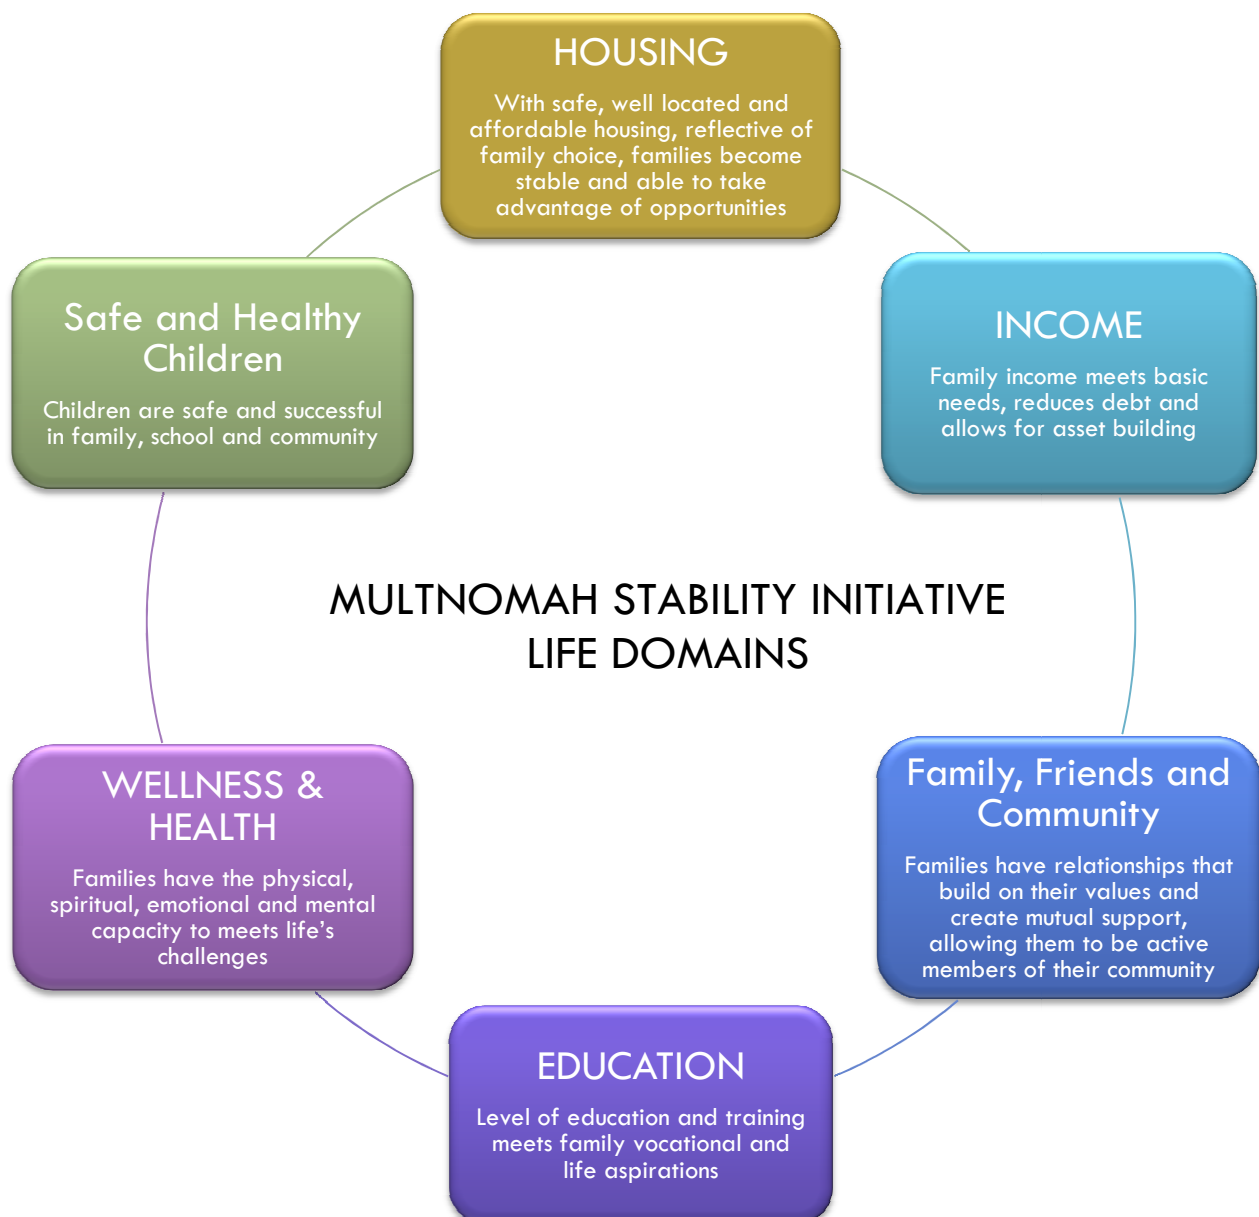 HOUSING
With safe, well located and
affordable housing, reflective of
family choice, families become
stable and able to take
advantage of opportunities
Safe and Healthy
Children
Children are safe and successful
in family, school and community
INCOME
Family income meets basic
needs, reduces debt and
allows for asset building
MULTNOMAH STABILITY INITIATIVE
LIFE DOMAINS
WELLNESS &
HEALTH
Families have the physical,
spiritual, emotional and mental
capacity to meets life’s
challenges
Family, Friends and
Community
Families have relationships that
build on their values and
create mutual support,
allowing them to be active
members of their community
EDUCATION
Level of education and training
meets family vocational and
life aspirations